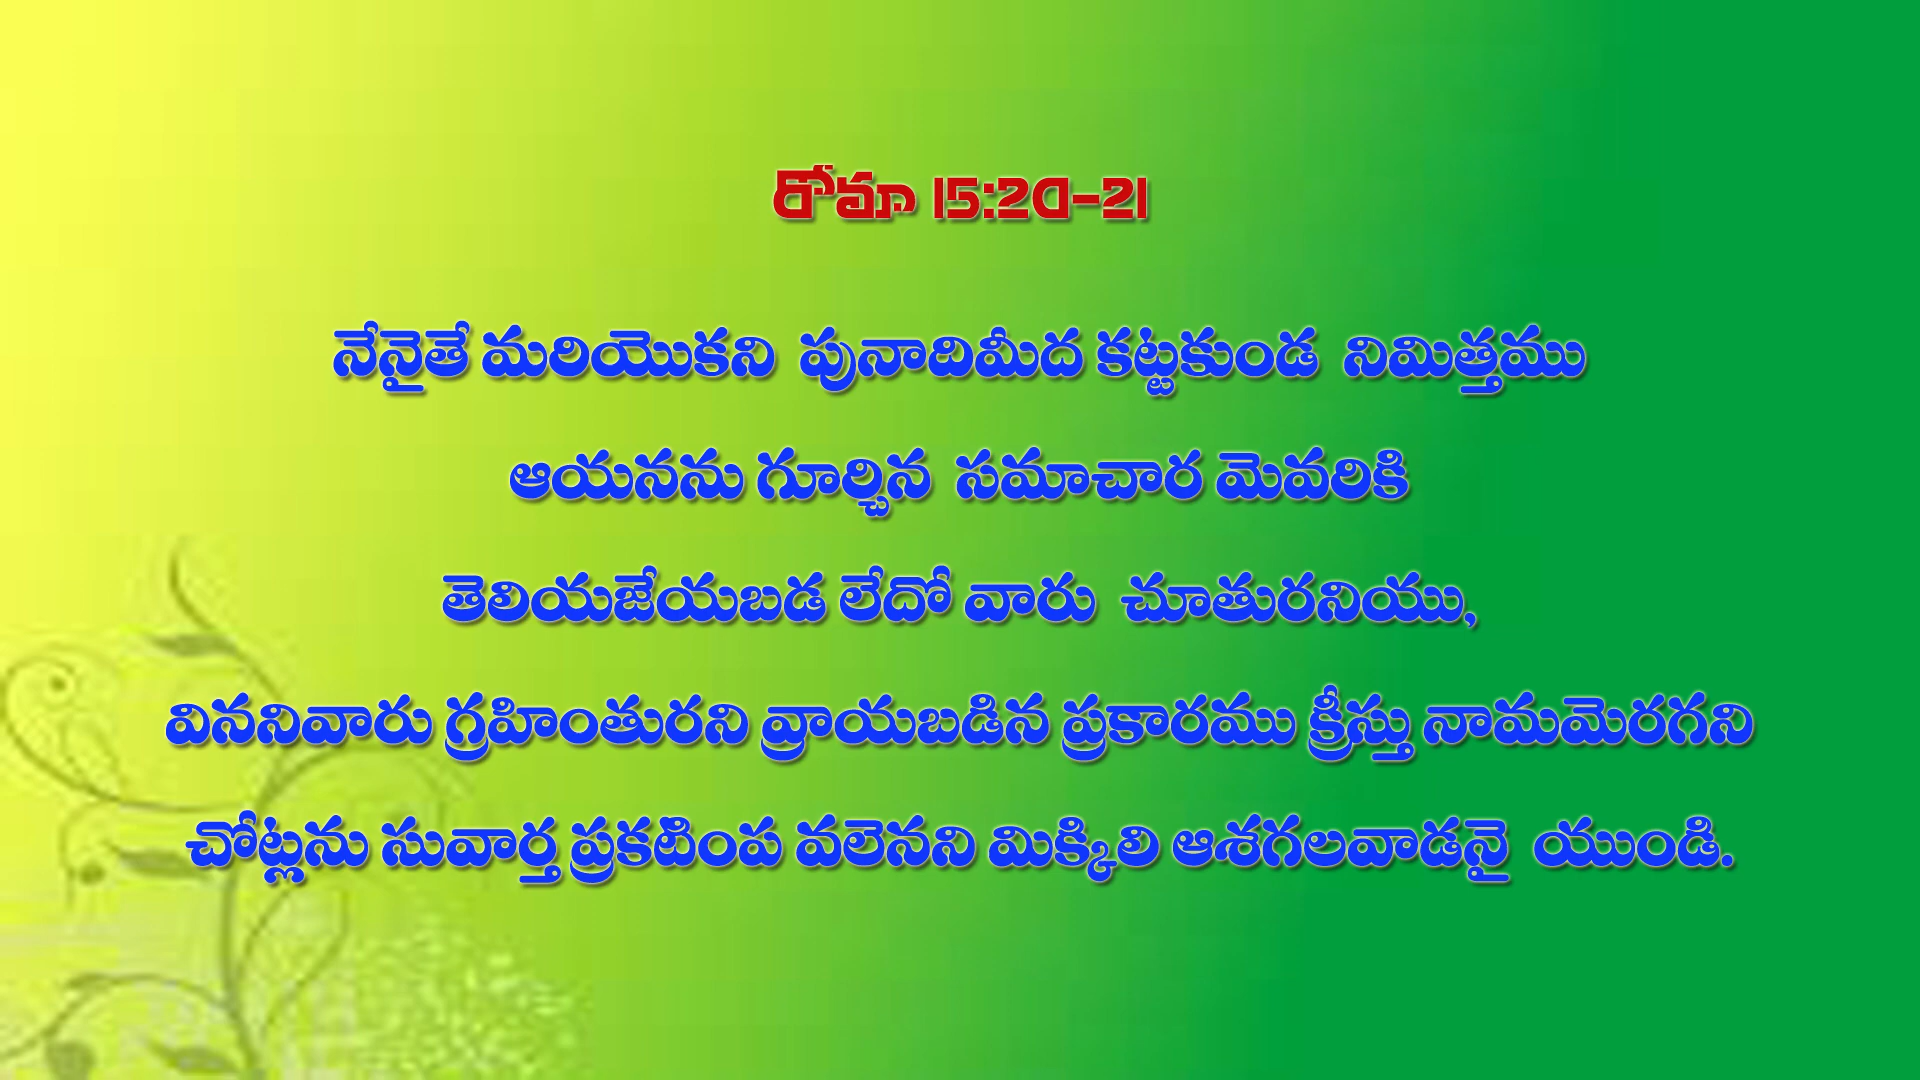 రోమా 15:20-21
నేనైతే మరియొకని పునాదిమీద కట్టకుండ నిమిత్తము
ఆయనను గూర్చిన సమాచార మెవరికి
తెలియజేయబడ లేదో వారు చూతురనియు,
విననివారు గ్రహింతురని వ్రాయబడిన ప్రకారము క్రీస్తు నామమెరగని
చోట్లను సువార్త ప్రకటింప వలెనని మిక్కిలి ఆశగలవాడనై యుండి.